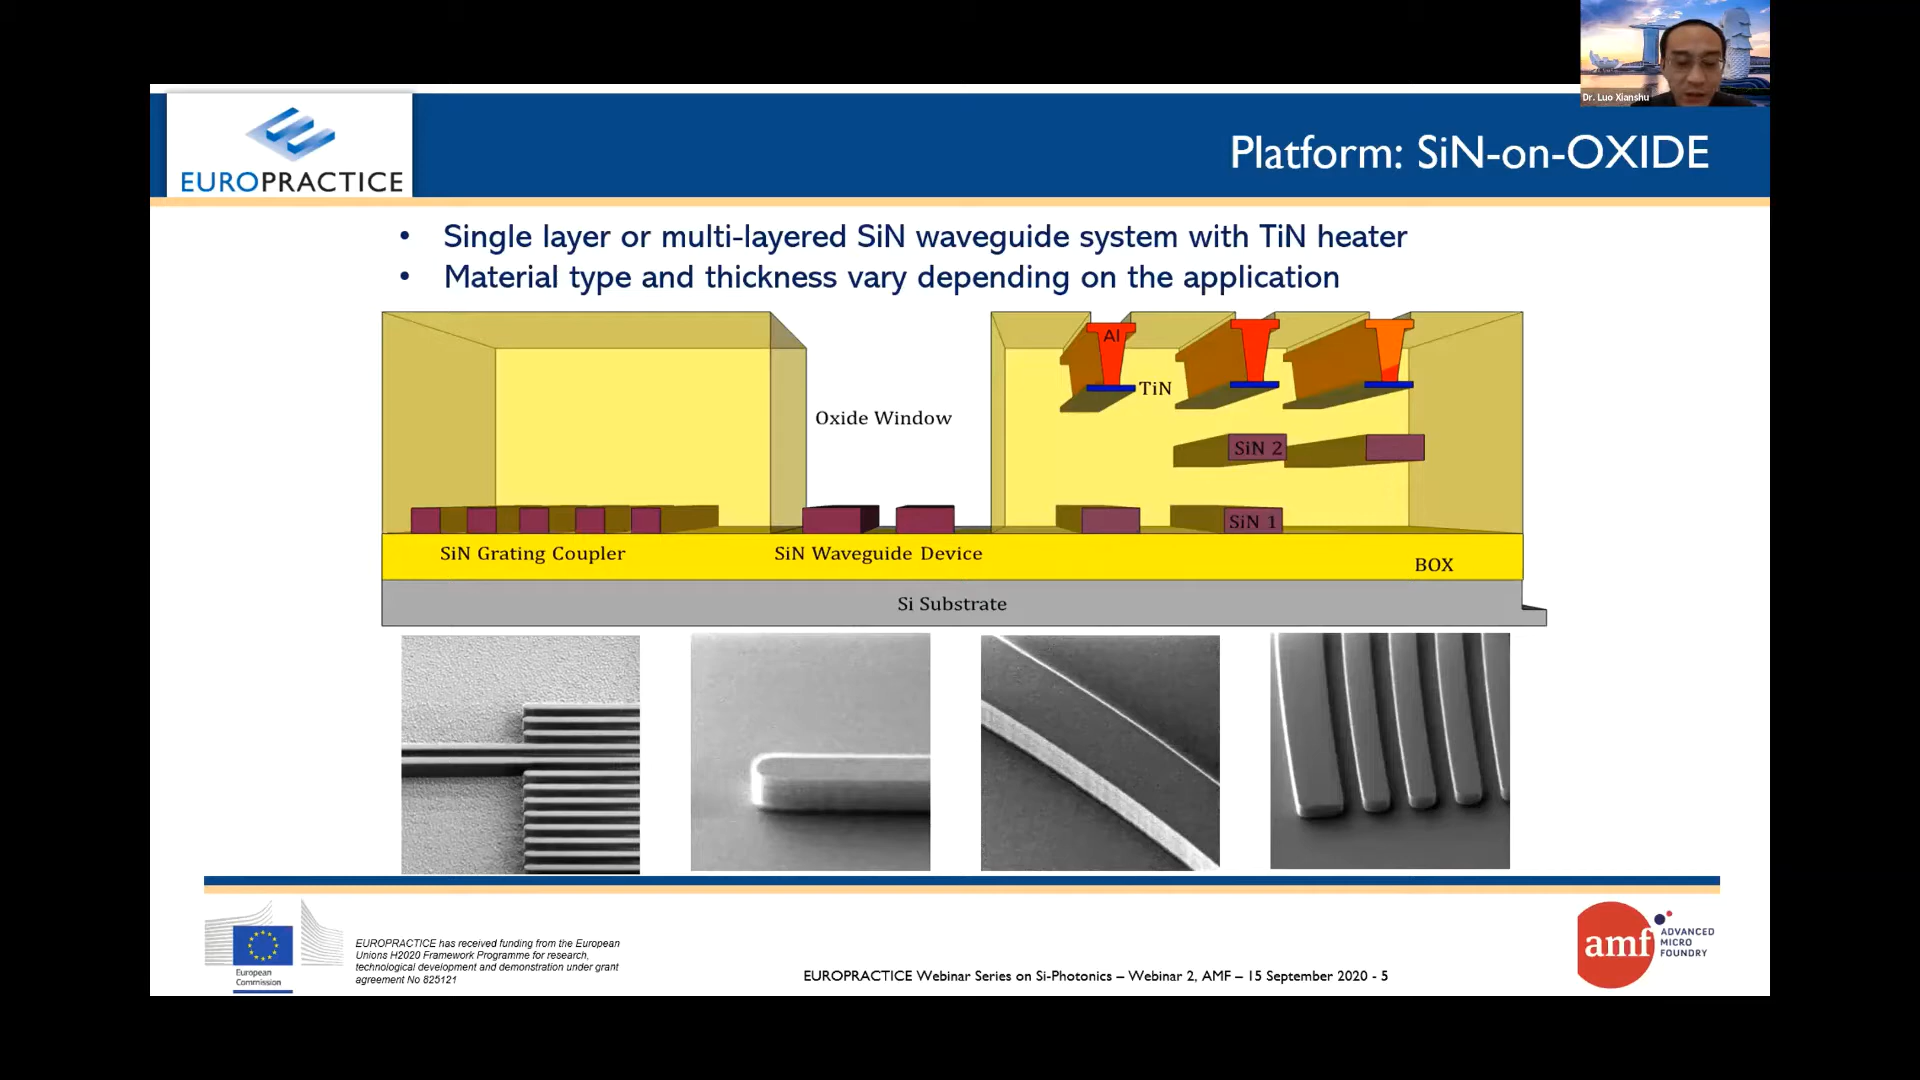 Dr. Luo Xianshu
EUROPRACTICE
Platform: SiN-on-OXIDE
• Single layer or multi-layered SiN waveguide system with TiN heater
• Material type and thickness vary depending on the application
Al
TiN
Oxide Window
SiN 2
SiN 1
SiN Grating Coupler
SiN Waveguide Device
BOX
Si Substrate
European
Commission
EUROPRACTICE has received funding from the European
Unions H2020 Framework Programme for research,
technological development and demonstration under grant
agreement No 825121
EUROPRACTICE Webinar Series on Si-Photonics – Webinar 2, AMF – 15 September 2020 - 5
amf
ADVANCED
MICRO
FOUNDRY